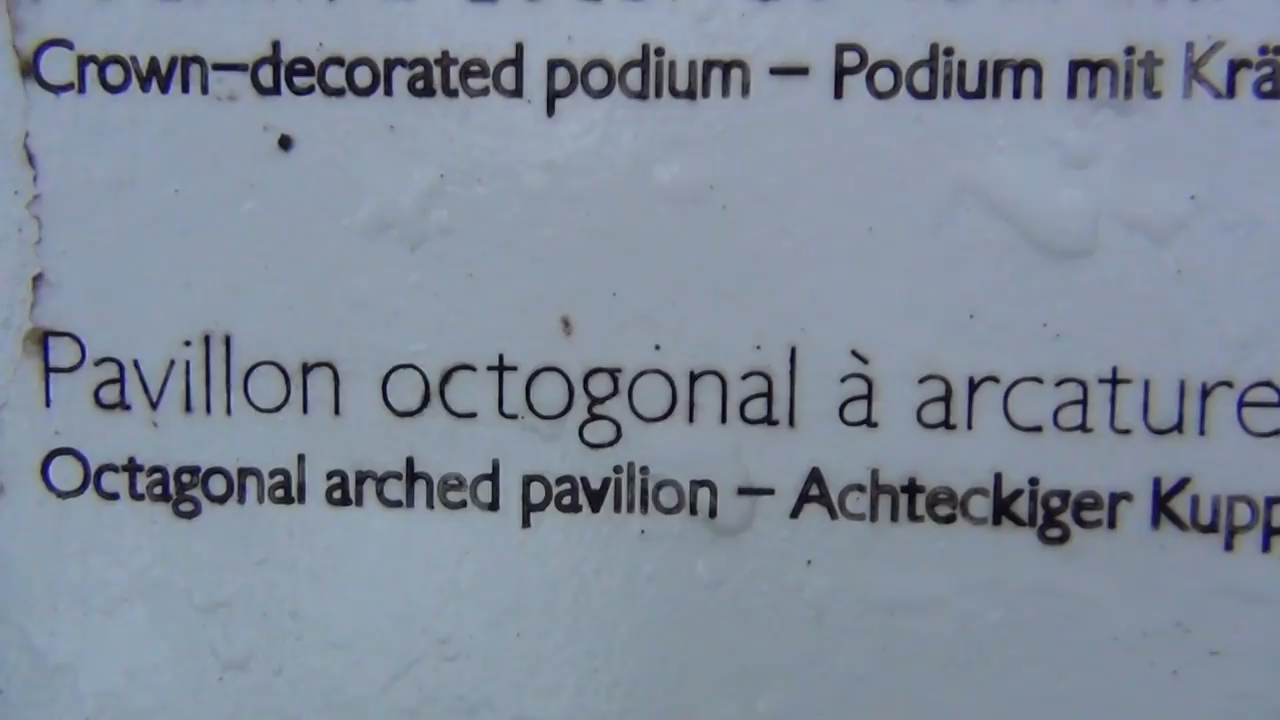 Crown-decorated podium – Podium mit Krä
Pavillon octogonal à arcature
Octagonal arched pavilion – Achteckiger Kupp